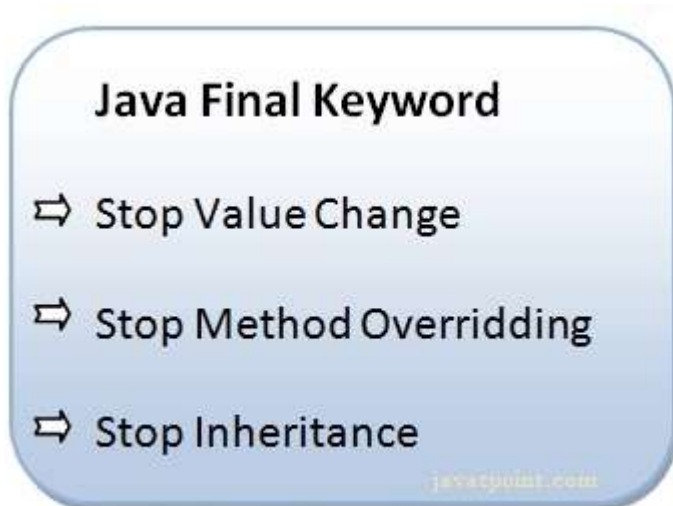 Java Final Keyword
Stop Value Change
Stop Method Overridding
Stop Inheritance
javatpoint.com